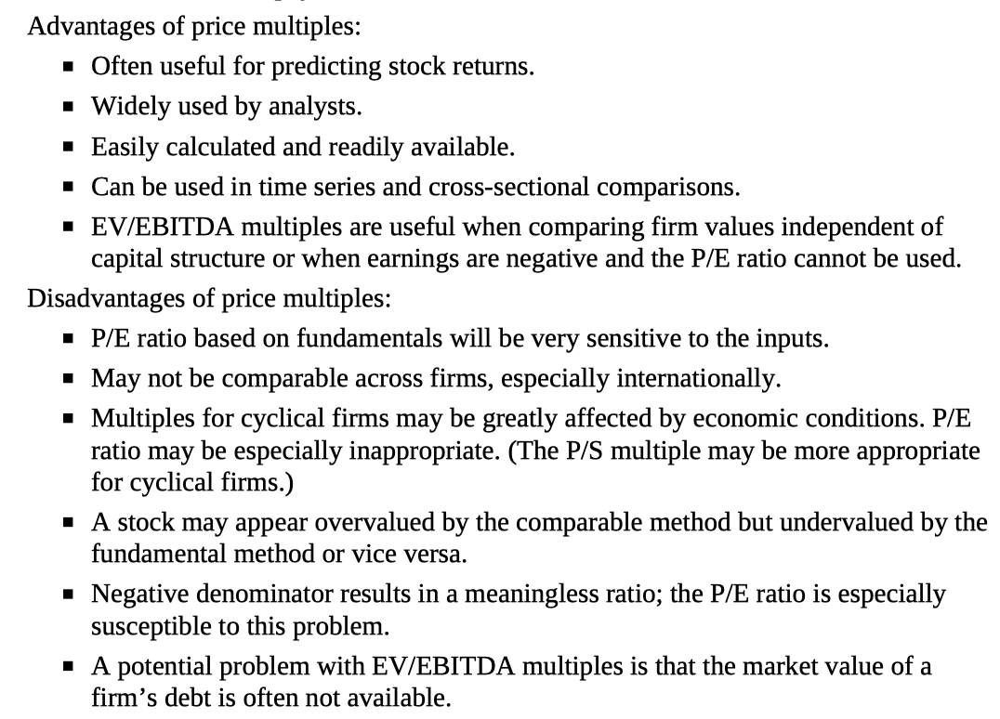 Advantages of price multiples:
▪ Often useful for predicting stock returns.
▪ Widely used by analysts.
▪ Easily calculated and readily available.
▪ Can be used in time series and cross-sectional comparisons.
▪ EV/EBITDA multiples are useful when comparing firm values independent of
capital structure or when earnings are negative and the P/E ratio cannot be used.
Disadvantages of price multiples:
▪ P/E ratio based on fundamentals will be very sensitive to the inputs.
▪ May not be comparable across firms, especially internationally.
▪ Multiples for cyclical firms may be greatly affected by economic conditions. P/E
ratio may be especially inappropriate. (The P/S multiple may be more appropriate
for cyclical firms.)
▪ A stock may appear overvalued by the comparable method but undervalued by the
fundamental method or vice versa.
▪ Negative denominator results in a meaningless ratio; the P/E ratio is especially
susceptible to this problem.
▪ A potential problem with EV/EBITDA multiples is that the market value of a
firm’s debt is often not available.